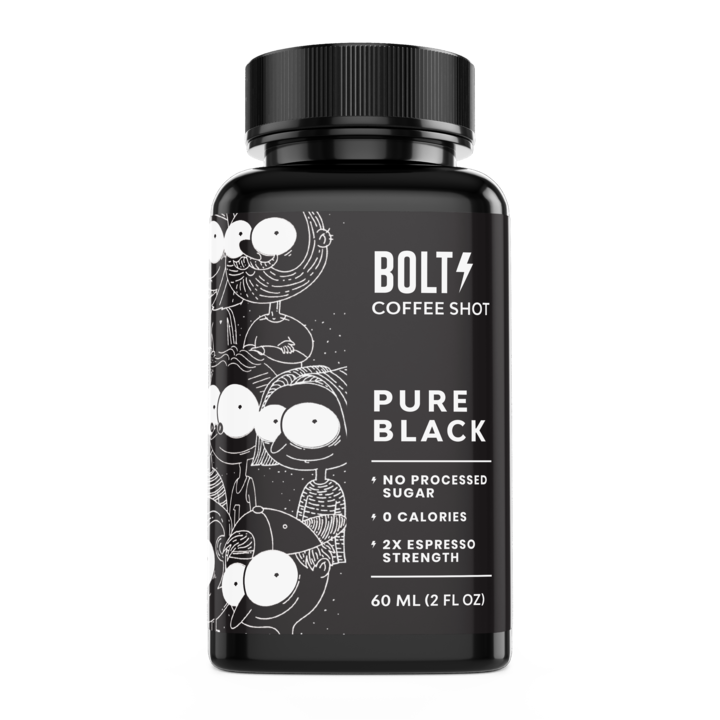 BOLT
COFFEE SHOT
PURE
BLACK
NO PROCESSED
SUGAR
0 CALORIES
2X ESPRESSO
STRENGTH
60 ML (2 FL OZ)